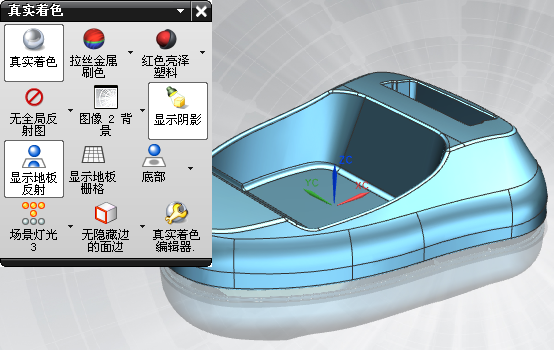 真实着色
真实着色
拉丝金属
刷色
红色亮泽
塑料
无全局反
射图
图像 2 背
景
显示阴影
显示地板
反射
显示地板
栅格
底部
场景灯光
3
无隐藏边
的面边
真实着色
编辑器.
ZC
YC
XC